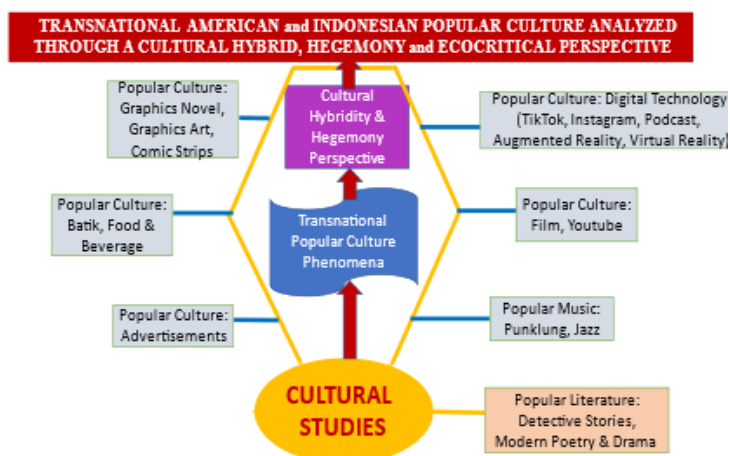 TRANSNATIONAL AMERICAN and INDONESIAN POPULAR CULTURE ANALYZED
THROUGH A CULTURAL HYBRID, HEGEMONY and ECOCRITICAL PERSPECTIVE
Popular Culture:
Graphics Novel,
Graphics Art,
Comic Strips
Cultural
Hybridity &
Hegemony
Perspective
Popular Culture: Digital Technology
(TikTok, Instagram, Podcast,
Augmented Reality, Virtual Reality)
Popular Culture:
Batik, Food &
Beverage
Transnational
Popular Culture
Phenomena
Popular Culture:
Film, Youtube
Popular Culture:
Advertisements
Popular Music:
Punklung, Jazz
CULTURAL
STUDIES
Popular Literature:
Detective Stories,
Modern Poetry & Drama